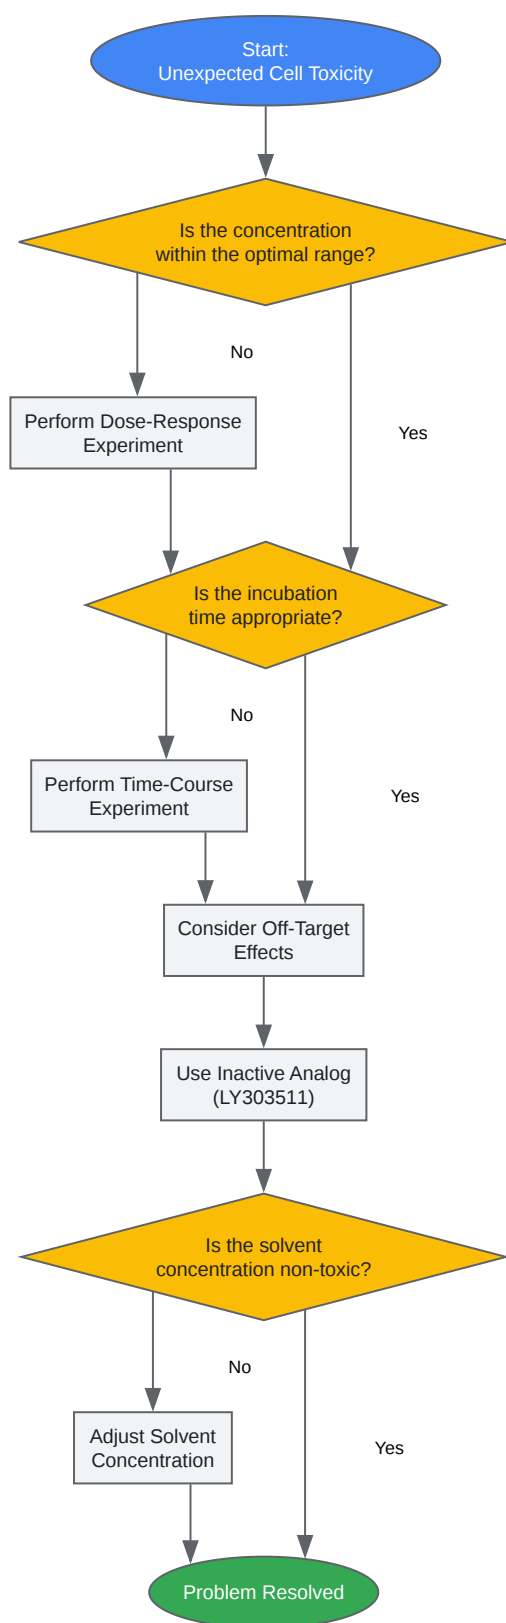 Start:
Unexpected Cell Toxicity
Is the concentration
within the optimal range?
No
Perform Dose-Response
Experiment
Yes
Is the incubation
time appropriate?
No
Perform Time-Course
Experiment
Yes
Consider Off-Target
Effects
Use Inactive Analog
(LY303511)
Is the solvent
concentration non-toxic?
No
Adjust Solvent
Concentration
Yes
Problem Resolved